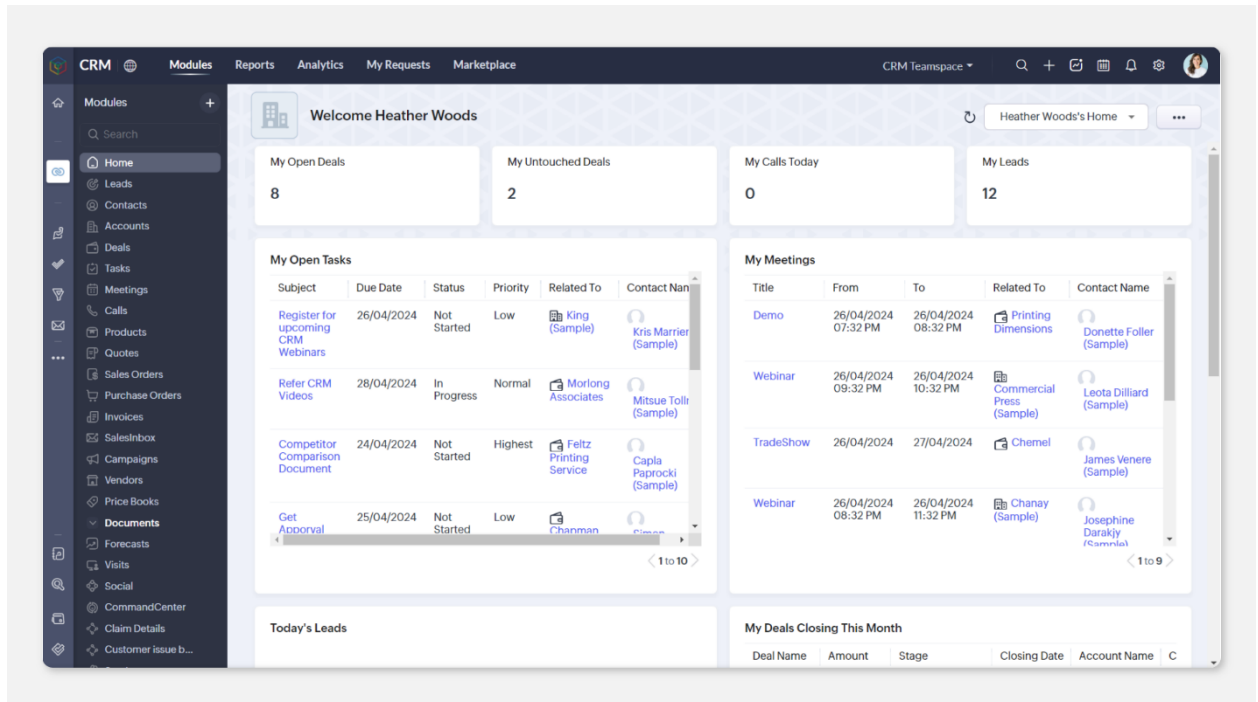 CRM Modules Reports Analytics My Requests Marketplace CRM Teamspace
Modules +
Search
Home
Leads
Contacts
Accounts
Deals
Tasks
Meetings
Calls
Products
Quotes
Sales Orders
Purchase Orders
Invoices
SalesInbox
Campaigns
Vendors
Price Books
Documents
Forecasts
Visits
Social
CommandCenter
Claim Details
Customer issue b...
Welcome Heather Woods
Heather Woods's Home
My Open Deals
8
My Untouched Deals
2
My Calls Today
0
My Leads
12
My Open Tasks
Subject Due Date Status Priority Related To Contact Nam
Register for upcoming CRM Webinars 26/04/2024 Not Started Low King (Sample) Kris Marrier (Sample)
Refer CRM Videos 28/04/2024 In Progress Normal Morlong Associates Mitsue Toll (Sample)
Competitor Comparison Document 24/04/2024 Not Started Highest Feltz Printing Service Capla Paprocki (Sample)
Get Apporval 25/04/2024 Not Started Low Chapman Simon
1 to 10
My Meetings
Title From To Related To Contact Name
Demo 26/04/2024 07:32 PM 26/04/2024 08:32 PM Printing Dimensions Donette Foller (Sample)
Webinar 26/04/2024 09:32 PM 26/04/2024 10:32 PM Commercial Press (Sample) Leota Dilliard (Sample)
TradeShow 26/04/2024 27/04/2024 Chemel James Venere (Sample)
Webinar 26/04/2024 08:32 PM 26/04/2024 11:32 PM Chanay (Sample) Josephine Darakjy (Sample)
1 to 9
Today's Leads
My Deals Closing This Month
Deal Name Amount Stage Closing Date Account Name C